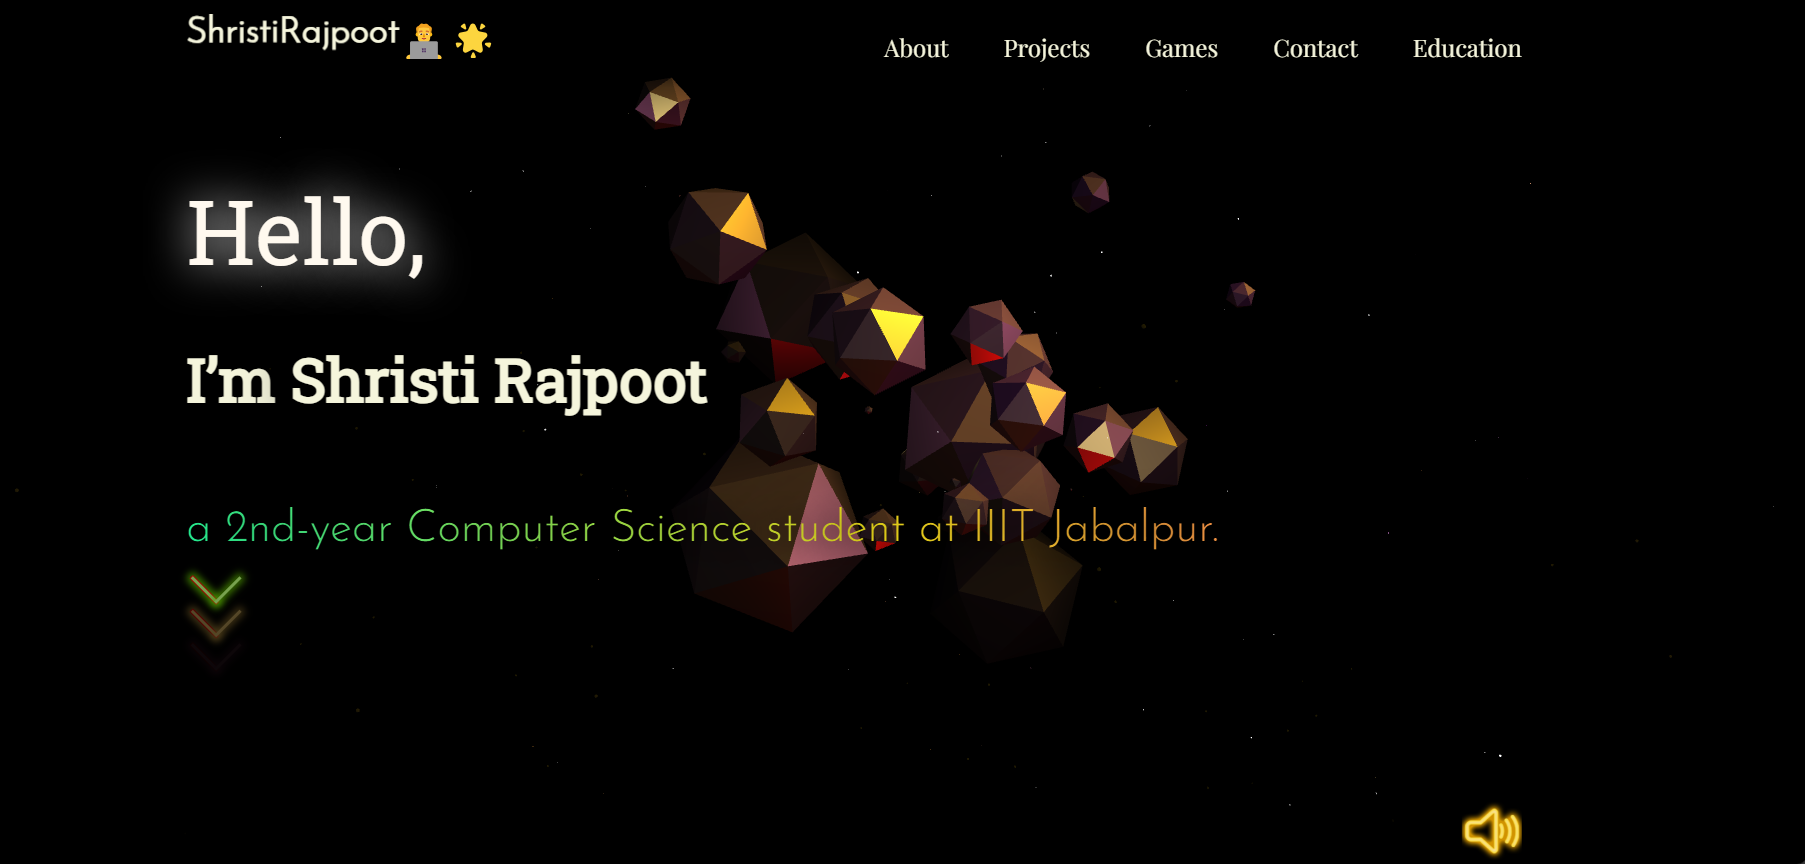 ShristiRajpoot
About Projects Games Contact Education
Hello,
I’m Shristi Rajpoot
a 2nd-year Computer Science student at IIIT Jabalpur.